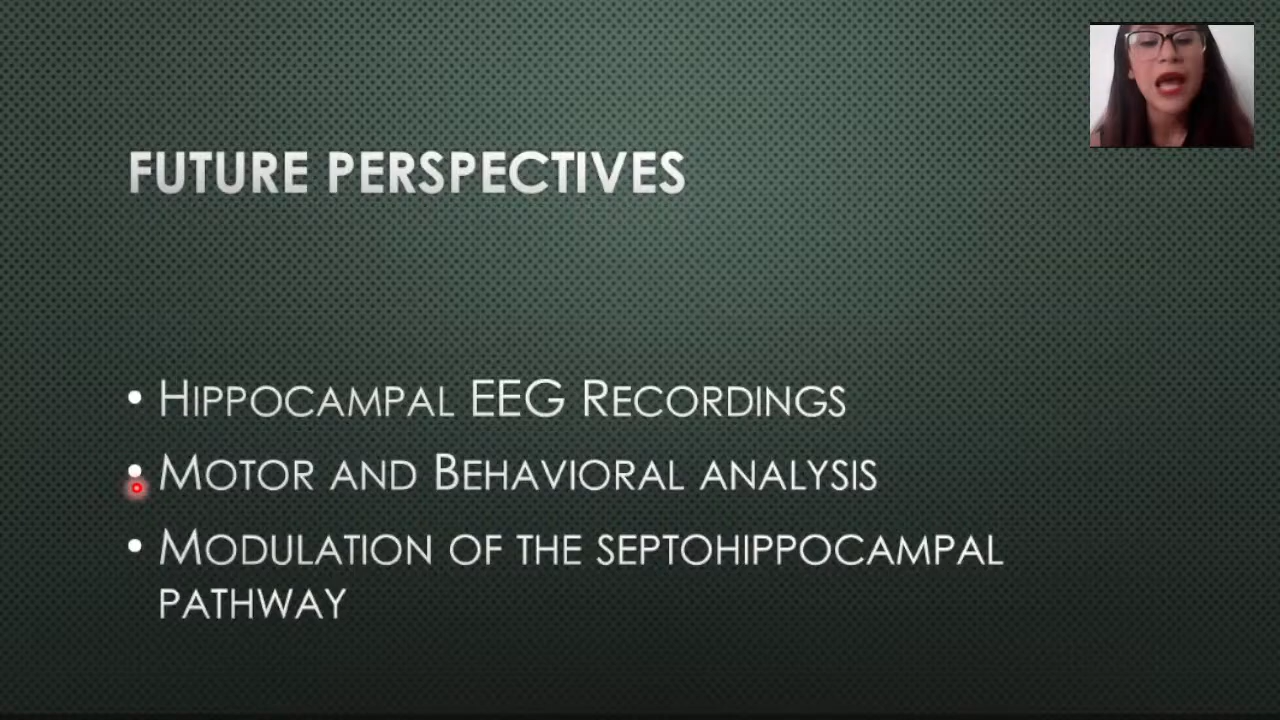 FUTURE PERSPECTIVES
• HIPPOCAMPAL EEG RECORDINGS
• MOTOR AND BEHAVIORAL ANALYSIS
• MODULATION OF THE SEPTOHIPPOCAMPAL
PATHWAY